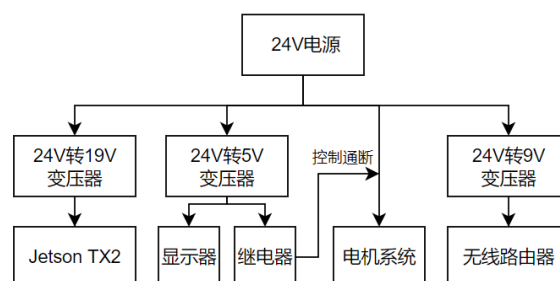 24V电源
24V转19V
变压器
24V转5V
变压器
控制通断
24V转9V
变压器
Jetson TX2
显示器
继电器
电机系统
无线路由器